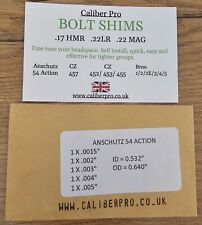 Caliber Pro
BOLT SHIMS
.17 HMR .22LR .22 MAG
Fine tune your headspace. Self install, quick, easy and
effective for tighter groups.
Anschutz CZ CZ Brno
54 Action 457 452/ 453/ 455 1/2/2E/3/4/5
www.caliberpro.co.uk
ANSCHUTZ 54 ACTION
1 X .0015"
1 X .002" ID = 0.532"
1 X .003" OD = 0.640"
1 X .004"
1 X .005"
WWW.CALIBERPRO.CO.UK